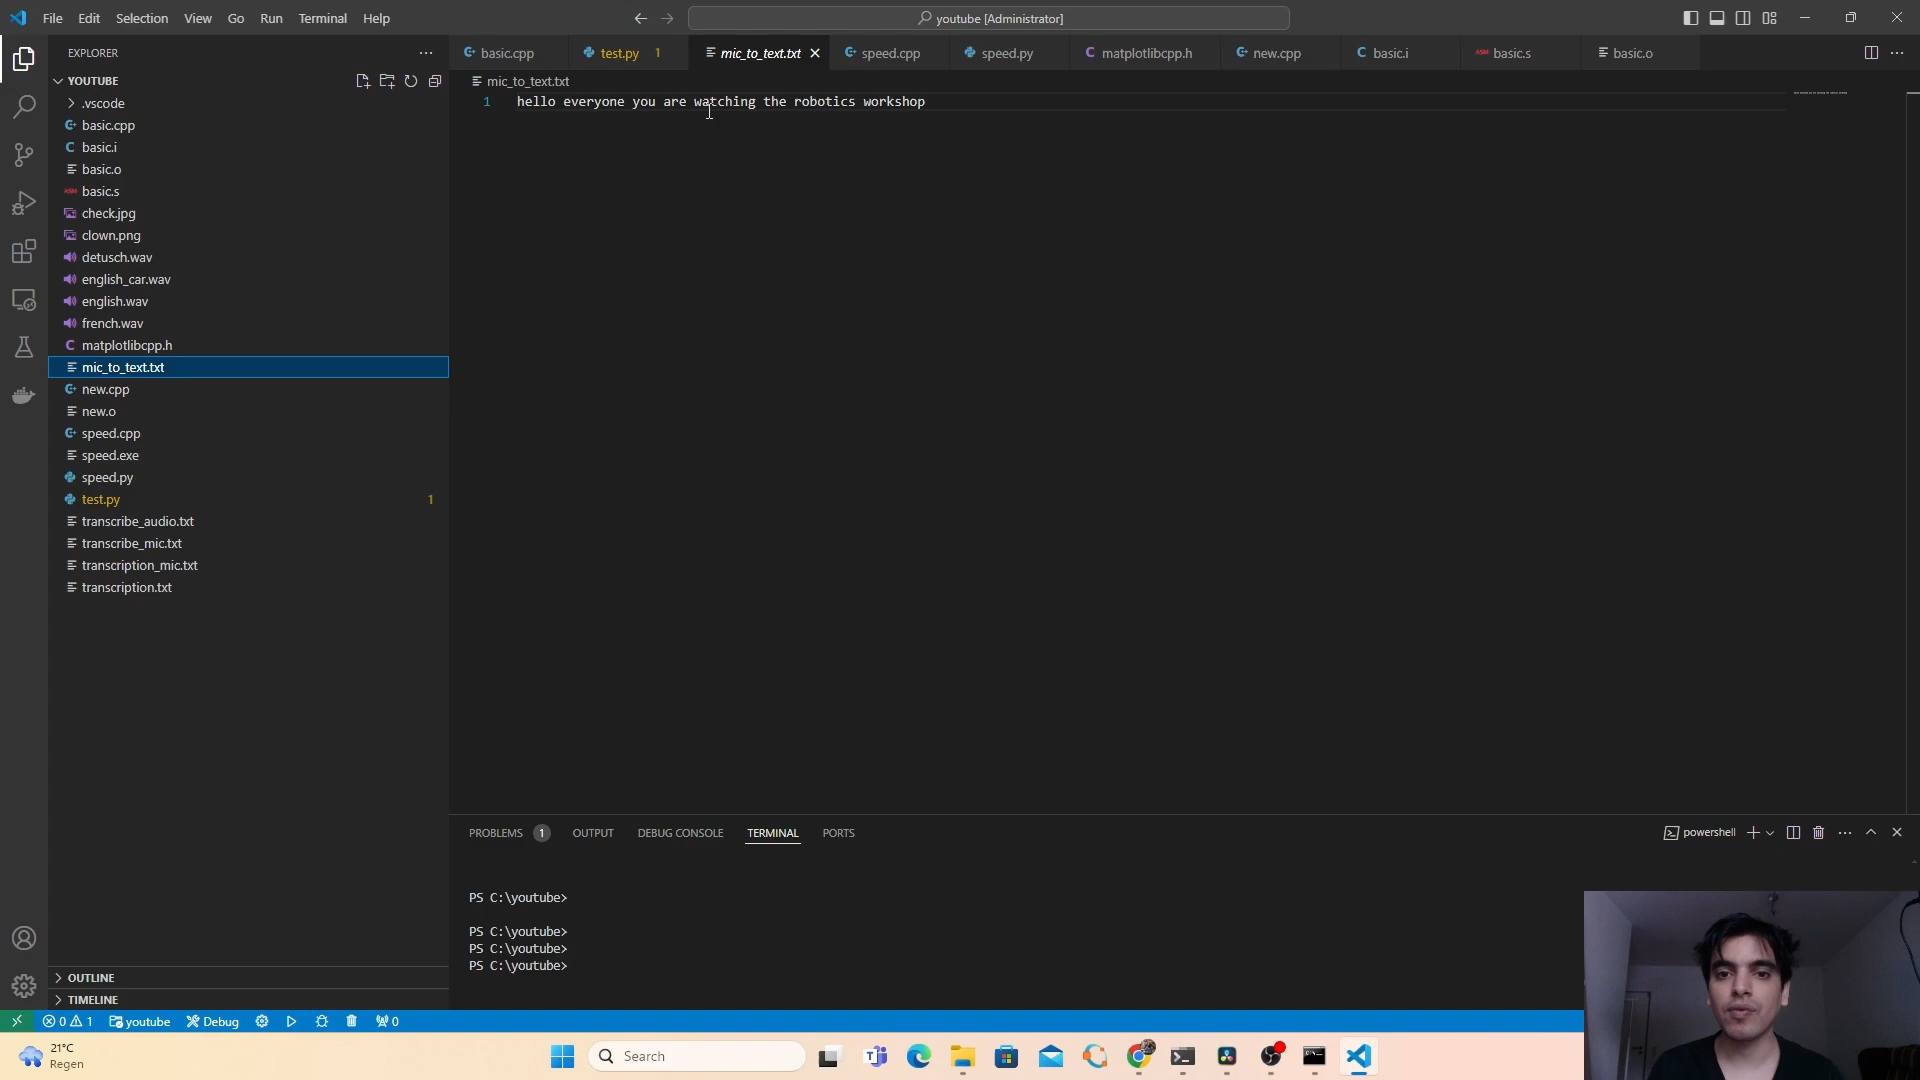 File Edit Selection View Go Run Terminal Help
youtube [Administrator]
EXPLORER
YOUTUBE
.vscode
basic.cpp
basic.i
basic.o
ASM basic.s
check.jpg
clown.png
detusch.wav
english_car.wav
english.wav
french.wav
matplotlibcpp.h
mic_to_text.txt
new.cpp
new.o
speed.cpp
speed.exe
speed.py
test.py 1
transcribe_audio.txt
transcribe_mic.txt
transcription_mic.txt
transcription.txt
OUTLINE
TIMELINE
basic.cpp test.py 1 mic_to_text.txt speed.cpp speed.py matplotlibcpp.h new.cpp basic.i ASM basic.s basic.o
mic_to_text.txt
1 hello everyone you are watching the robotics workshop
PROBLEMS 1 OUTPUT DEBUG CONSOLE TERMINAL PORTS
powershell
PS C:\youtube>
PS C:\youtube>
PS C:\youtube>
PS C:\youtube>
0 1 youtube Debug 0
21°C
Regen
Search